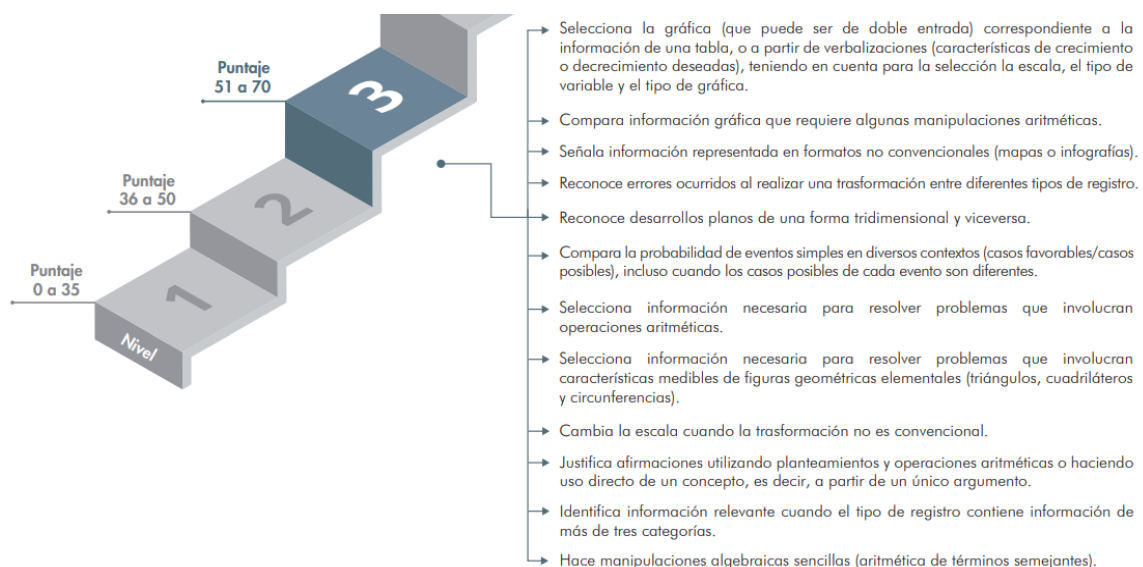 Puntaje
51 a 70
3
Puntaje
36 a 50
2
Puntaje
0 a 35
1
Nivel
Selecciona la gráfica (que puede ser de doble entrada) correspondiente a la
información de una tabla, o a partir de verbalizaciones (características de crecimiento
o decrecimiento deseadas), teniendo en cuenta para la selección la escala, el tipo de
variable y el tipo de gráfica.
Compara información gráfica que requiere algunas manipulaciones aritméticas.
Señala información representada en formatos no convencionales (mapas o infografías).
Reconoce errores ocurridos al realizar una trasformación entre diferentes tipos de registro.
Reconoce desarrollos planos de una forma tridimensional y viceversa.
Compara la probabilidad de eventos simples en diversos contextos (casos favorables/casos
posibles), incluso cuando los casos posibles de cada evento son diferentes.
Selecciona información necesaria para resolver problemas que involucran
operaciones aritméticas.
Selecciona información necesaria para resolver problemas que involucran
características medibles de figuras geométricas elementales (triángulos, cuadriláteros
y circunferencias).
Cambia la escala cuando la trasformación no es convencional.
Justifica afirmaciones utilizando planteamientos y operaciones aritméticas o haciendo
uso directo de un concepto, es decir, a partir de un único argumento.
Identifica información relevante cuando el tipo de registro contiene información de
más de tres categorías.
Hace manipulaciones algebraicas sencillas (aritmética de términos semejantes).